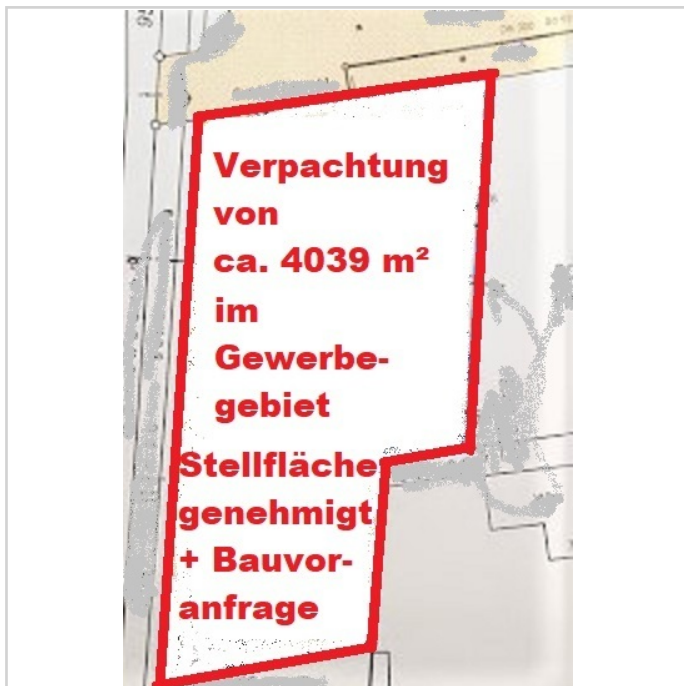 Verpachtung
von
ca. 4039 m²
im
Gewerbe-
gebiet
Stellfläche
genehmigt
+ Bauvor-
anfrage